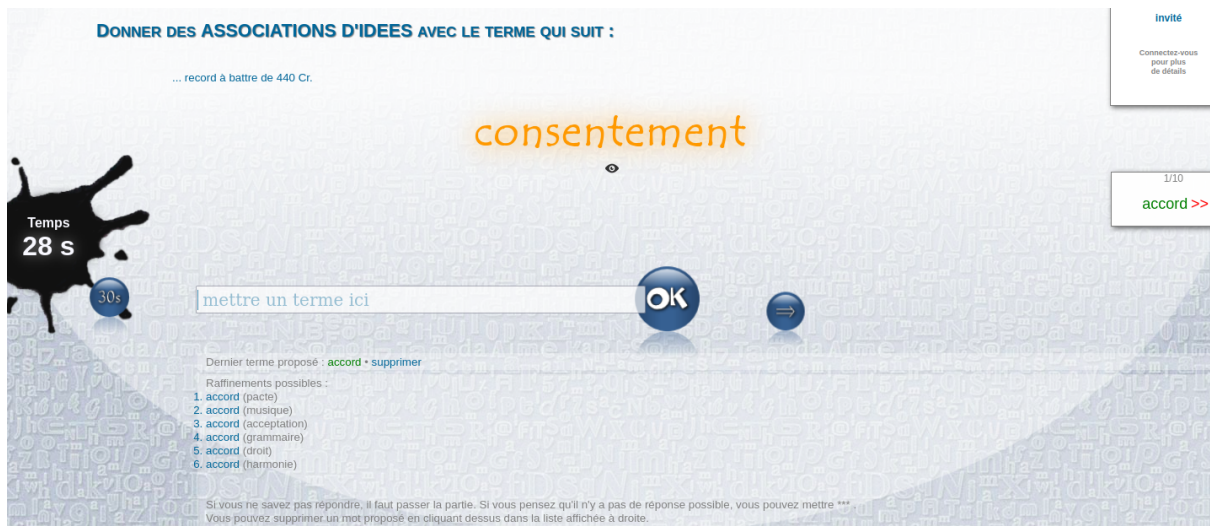 DONNER DES ASSOCIATIONS D'IDEES AVEC LE TERME QUI SUIT :
invité
Connectez-vous
pour plus
de détails
... record à battre de 440 Cr.
consentement
1/10
accord >>
Temps
28 s
30s
mettre un terme ici
OK
⇒
Dernier terme proposé : accord • supprimer
Raffinements possibles :
1. accord (pacte)
2. accord (musique)
3. accord (acceptation)
4. accord (grammaire)
5. accord (droit)
6. accord (harmonie)
Si vous ne savez pas répondre, il faut passer la partie. Si vous pensez qu'il n'y a pas de réponse possible, vous pouvez mettre ***
Vous pouvez supprimer un mot proposé en cliquant dessus dans la liste affichée à droite.